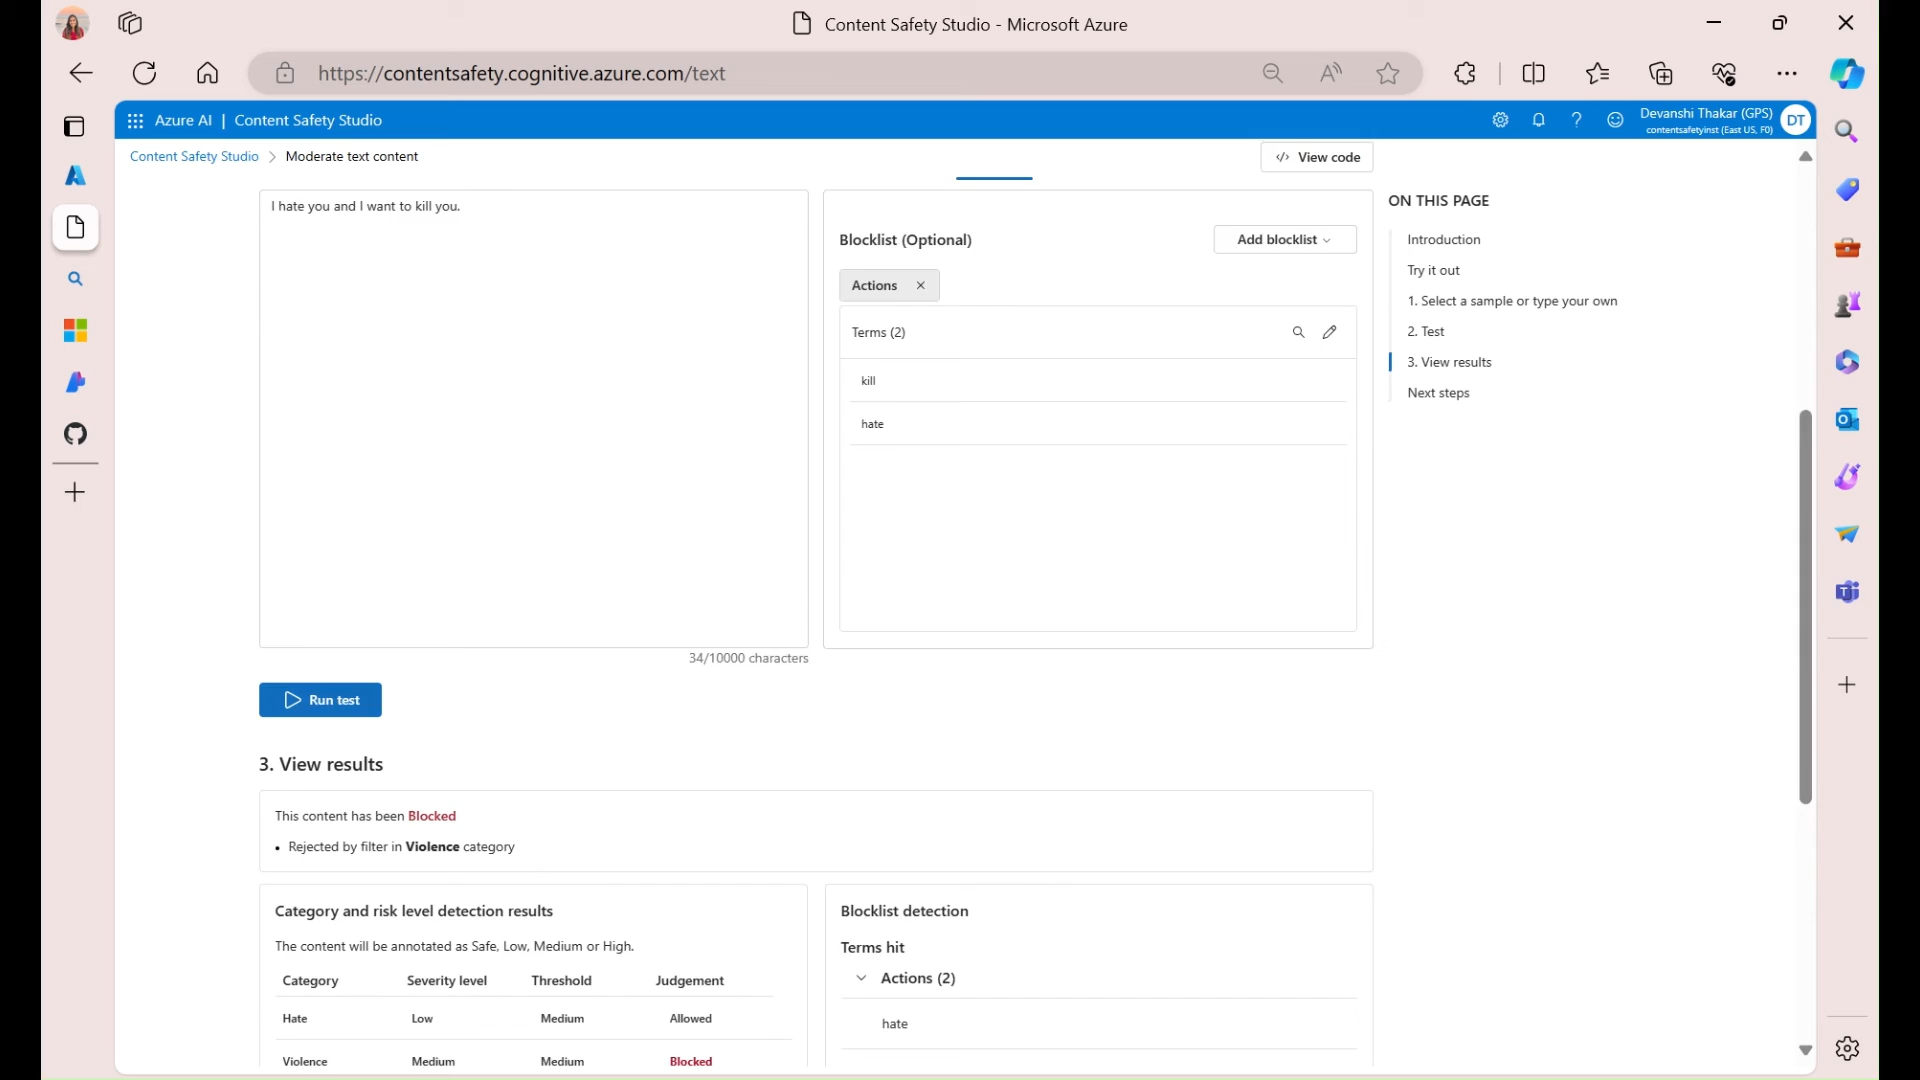 Content Safety Studio - Microsoft Azure
https://contentsafety.cognitive.azure.com/text
Azure AI | Content Safety Studio
Devanshi Thakar (GPS)
contentsafetyinst (East US, F0)
DT
Content Safety Studio > Moderate text content
</> View code
I hate you and I want to kill you.
34/10000 characters
Blocklist (Optional)
Add blocklist
Actions ×
Terms (2)
kill
hate
ON THIS PAGE
Introduction
Try it out
1. Select a sample or type your own
2. Test
3. View results
Next steps
Run test
3. View results
This content has been Blocked
• Rejected by filter in Violence category
Category and risk level detection results
The content will be annotated as Safe, Low, Medium or High.
Category Severity level Threshold Judgement
Hate Low Medium Allowed
Violence Medium Medium Blocked
Blocklist detection
Terms hit
Actions (2)
hate